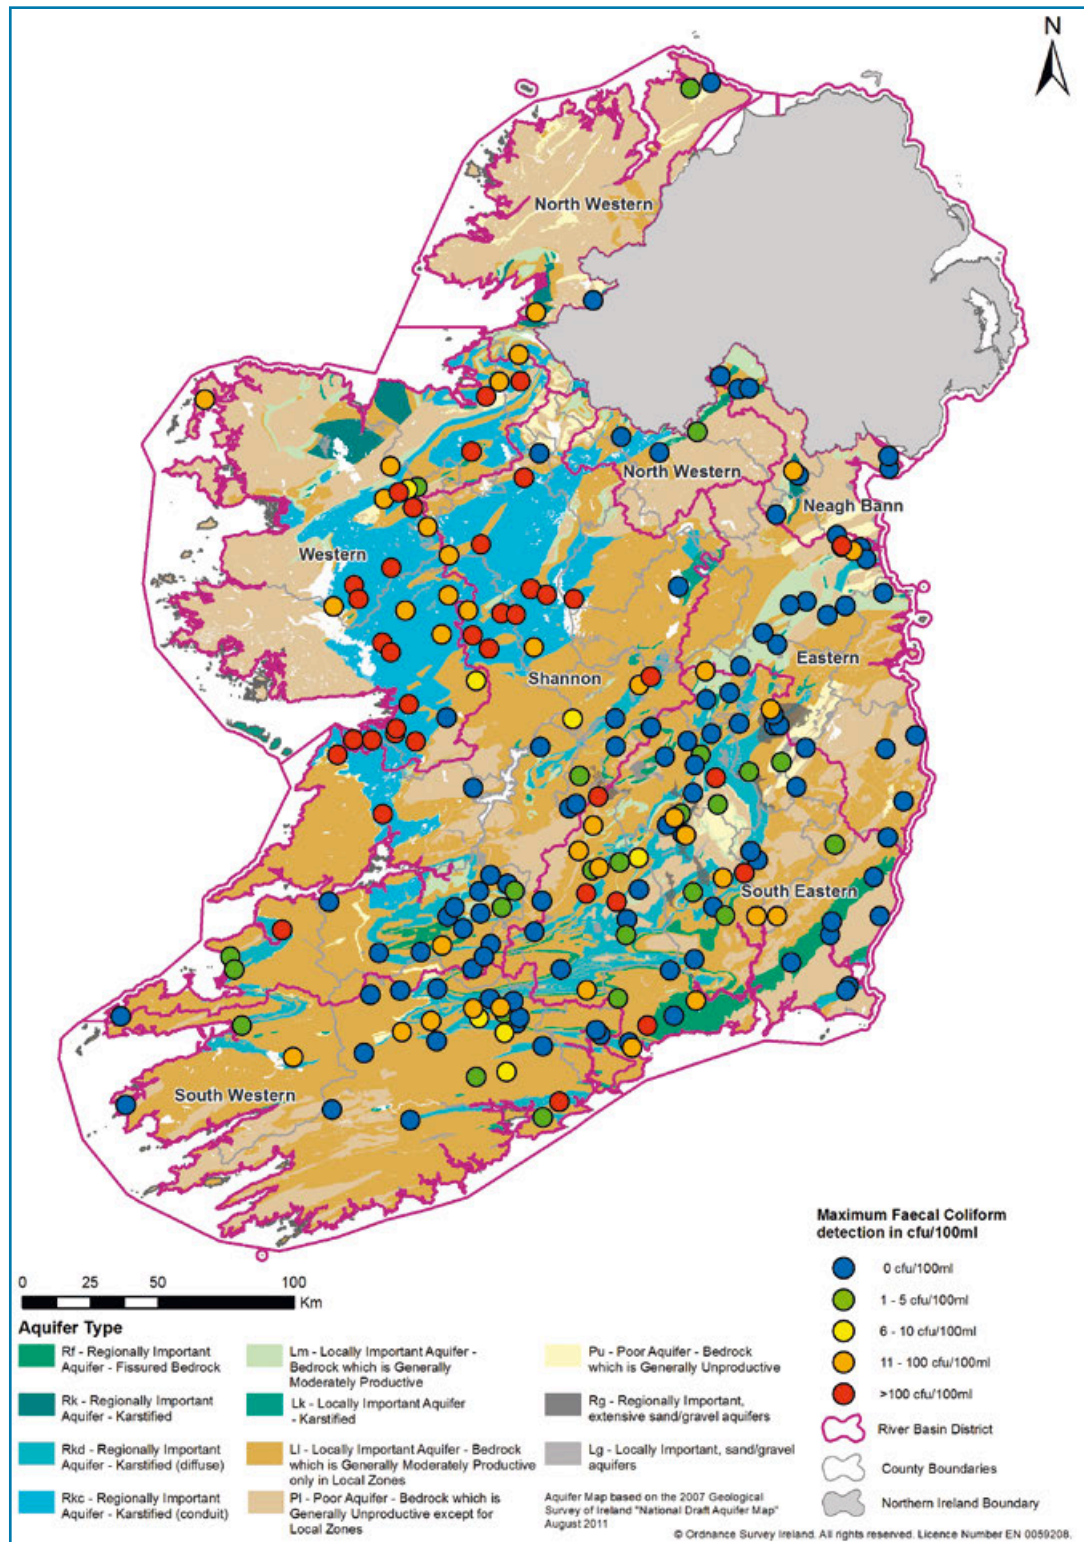 N
North Western
North Western
Neagh Bann
Western
Shannon
Eastern
South Eastern
South Western
Maximum Faecal Coliform
detection in cfu/100ml
0 cfu/100ml
1 - 5 cfu/100ml
6 - 10 cfu/100ml
11 - 100 cfu/100ml
>100 cfu/100ml
River Basin District
County Boundaries
Northern Ireland Boundary
0 25 50 100
Km
Aquifer Type
Rf - Regionally Important
Aquifer - Fissured Bedrock
Rk - Regionally Important
Aquifer - Karstified
Rkd - Regionally Important
Aquifer - Karstified (diffuse)
Rkc - Regionally Important
Aquifer - Karstified (conduit)
Lm - Locally Important Aquifer -
Bedrock which is Generally
Moderately Productive
Lk - Locally Important Aquifer
- Karstified
Ll - Locally Important Aquifer - Bedrock
which is Generally Moderately Productive
only in Local Zones
Pl - Poor Aquifer - Bedrock which is
Generally Unproductive except for
Local Zones
Pu - Poor Aquifer - Bedrock
which is Generally Unproductive
Rg - Regionally Important,
extensive sand/gravel aquifers
Lg - Locally Important, sand/gravel
aquifers
Aquifer Map based on the 2007 Geological
Survey of Ireland "National Draft Aquifer Map"
August 2011
© Ordnance Survey Ireland. All rights reserved. Licence Number EN 0059208.